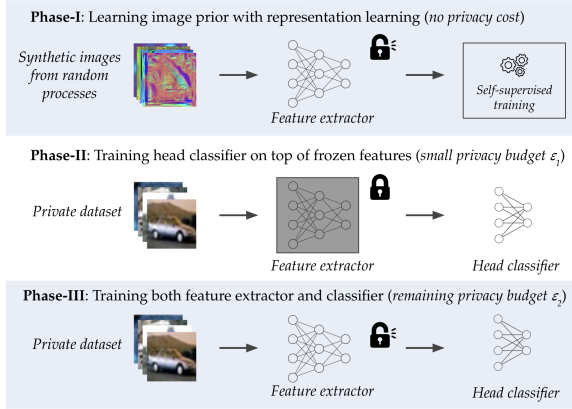 Phase-I: Learning image prior with representation learning (no privacy cost)
Synthetic images
from random
processes
Feature extractor
Self-supervised
training
Phase-II: Training head classifier on top of frozen features (small privacy budget ε₁)
Private dataset
Feature extractor
Head classifier
Phase-III: Training both feature extractor and classifier (remaining privacy budget ε₂)
Private dataset
Feature extractor
Head classifier